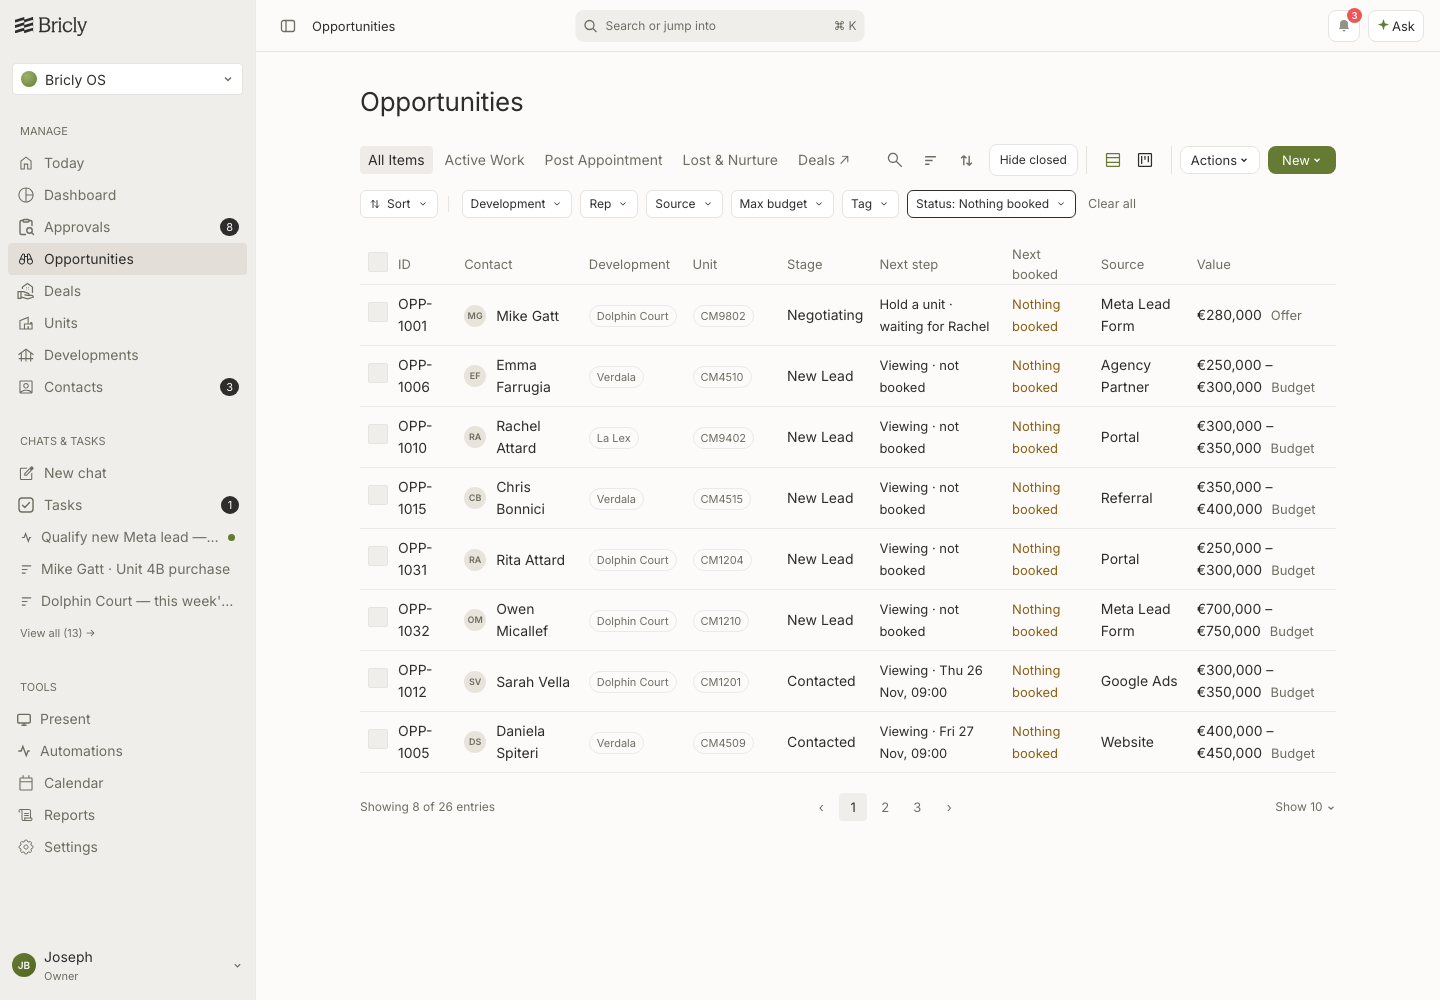 Bricly
Opportunities
Search or jump into
⌘ K
3
Ask
Bricly OS
MANAGE
Today
Dashboard
Approvals
8
Opportunities
Deals
Units
Developments
Contacts
3
CHATS & TASKS
New chat
Tasks
1
Qualify new Meta lead —...
Mike Gatt · Unit 4B purchase
Dolphin Court — this week'...
View all (13) →
TOOLS
Present
Automations
Calendar
Reports
Settings
JB
Joseph
Owner
Opportunities
All Items
Active Work
Post Appointment
Lost & Nurture
Deals ↗
Hide closed
Actions
New
Sort
Development
Rep
Source
Max budget
Tag
Status: Nothing booked
Clear all
ID
Contact
Development
Unit
Stage
Next step
Next
booked
Source
Value
OPP-
1001
MG
Mike Gatt
Dolphin Court
CM9802
Negotiating
Hold a unit ·
waiting for Rachel
Nothing
booked
Meta Lead
Form
€280,000 Offer
OPP-
1006
EF
Emma
Farrugia
Verdala
CM4510
New Lead
Viewing · not
booked
Nothing
booked
Agency
Partner
€250,000 –
€300,000 Budget
OPP-
1010
RA
Rachel
Attard
La Lex
CM9402
New Lead
Viewing · not
booked
Nothing
booked
Portal
€300,000 –
€350,000 Budget
OPP-
1015
CB
Chris
Bonnici
Verdala
CM4515
New Lead
Viewing · not
booked
Nothing
booked
Referral
€350,000 –
€400,000 Budget
OPP-
1031
RA
Rita Attard
Dolphin Court
CM1204
New Lead
Viewing · not
booked
Nothing
booked
Portal
€250,000 –
€300,000 Budget
OPP-
1032
OM
Owen
Micallef
Dolphin Court
CM1210
New Lead
Viewing · not
booked
Nothing
booked
Meta Lead
Form
€700,000 –
€750,000 Budget
OPP-
1012
SV
Sarah Vella
Dolphin Court
CM1201
Contacted
Viewing · Thu 26
Nov, 09:00
Nothing
booked
Google Ads
€300,000 –
€350,000 Budget
OPP-
1005
DS
Daniela
Spiteri
Verdala
CM4509
Contacted
Viewing · Fri 27
Nov, 09:00
Nothing
booked
Website
€400,000 –
€450,000 Budget
Showing 8 of 26 entries
‹ 1 2 3 ›
Show 10